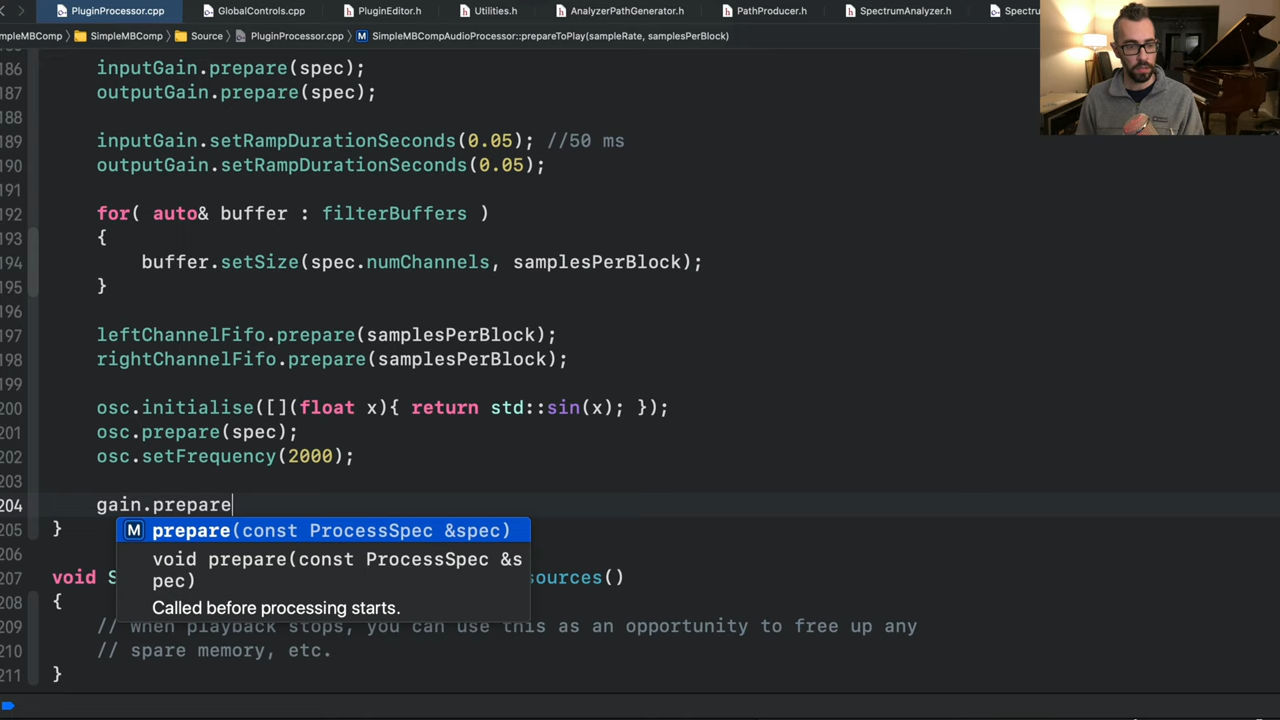 PluginProcessor.cpp GlobalControls.cpp PluginEditor.h Utilities.h AnalyzerPathGenerator.h PathProducer.h SpectrumAnalyzer.h Spectru
mpleMBComp SimpleMBComp Source PluginProcessor.cpp SimpleMBCompAudioProcessor::prepareToPlay(sampleRate, samplesPerBlock)
186 inputGain.prepare(spec);
187 outputGain.prepare(spec);
188
189 inputGain.setRampDurationSeconds(0.05); //50 ms
190 outputGain.setRampDurationSeconds(0.05);
191
192 for( auto& buffer : filterBuffers )
193 {
194 buffer.setSize(spec.numChannels, samplesPerBlock);
195 }
196
197 leftChannelFifo.prepare(samplesPerBlock);
198 rightChannelFifo.prepare(samplesPerBlock);
199
200 osc.initialise([](float x){ return std::sin(x); });
201 osc.prepare(spec);
202 osc.setFrequency(2000);
203
204 gain.prepare
205 }
M prepare(const ProcessSpec &spec)
206
void prepare(const ProcessSpec &s
pec)
207 void S ources()
Called before processing starts.
208 {
209 // When playback stops, you can use this as an opportunity to free up any
210 // spare memory, etc.
211 }